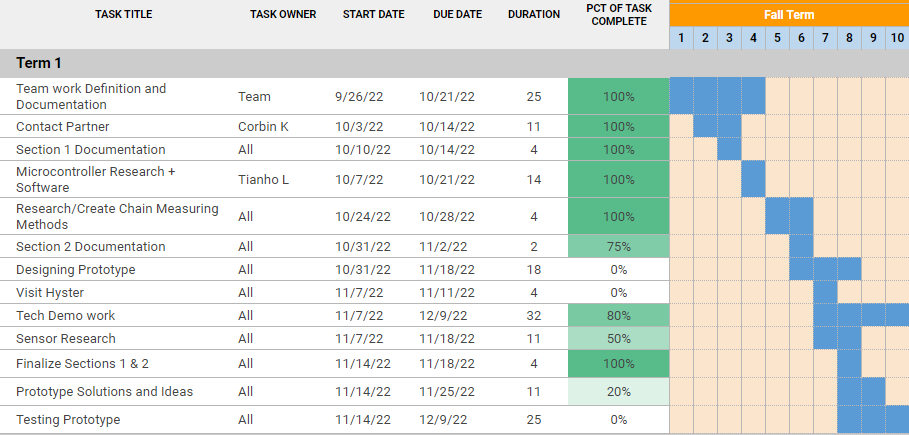 TASK TITLE TASK OWNER START DATE DUE DATE DURATION PCT OF TASK COMPLETE Fall Term
1 2 3 4 5 6 7 8 9 10
Term 1
Team work Definition and
Documentation Team 9/26/22 10/21/22 25 100%
Contact Partner Corbin K 10/3/22 10/14/22 11 100%
Section 1 Documentation All 10/10/22 10/14/22 4 100%
Microcontroller Research +
Software Tianho L 10/7/22 10/21/22 14 100%
Research/Create Chain Measuring
Methods All 10/24/22 10/28/22 4 100%
Section 2 Documentation All 10/31/22 11/2/22 2 75%
Designing Prototype All 10/31/22 11/18/22 18 0%
Visit Hyster All 11/7/22 11/11/22 4 0%
Tech Demo work All 11/7/22 12/9/22 32 80%
Sensor Research All 11/7/22 11/18/22 11 50%
Finalize Sections 1 & 2 All 11/14/22 11/18/22 4 100%
Prototype Solutions and Ideas All 11/14/22 11/25/22 11 20%
Testing Prototype All 11/14/22 12/9/22 25 0%